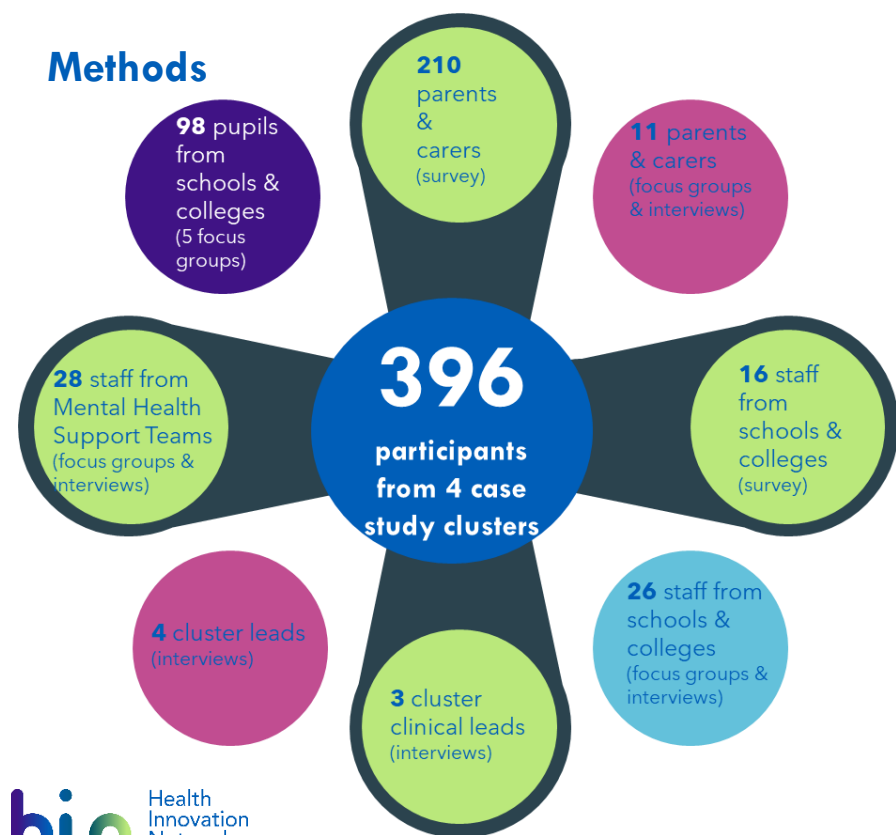 Methods
210
parents
&
carers
(survey)
98 pupils
from
schools &
colleges
(5 focus
groups)
11 parents
& carers
(focus groups
& interviews)
28 staff from
Mental Health
Support Teams
(focus groups &
interviews)
396
participants
from 4 case
study clusters
16 staff
from
schools &
colleges
(survey)
4 cluster leads
(interviews)
3 cluster
clinical leads
(interviews)
26 staff from
schools &
colleges
(focus groups &
interviews)
Health
Innovation